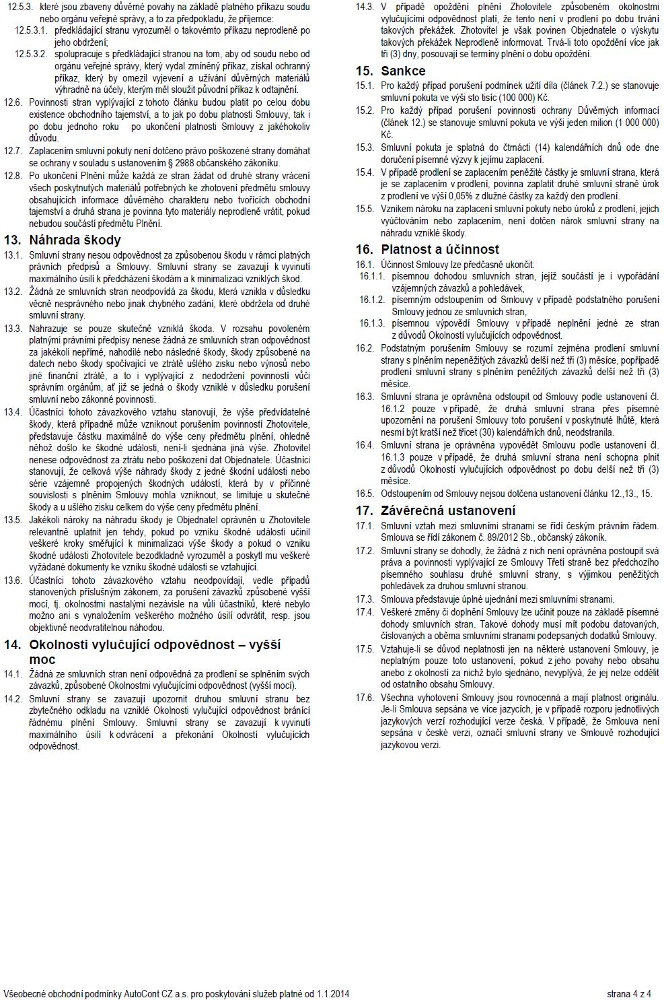 12.5.3. které jsou zbaveny důvěrné povahy na základě platného příkazu soudu
nebo orgánu veřejné správy, a to za předpokladu, že příjemce:
12.5.3.1. předkládající stranu vyrozuměl o takovémto příkazu neprodleně po
jeho obdržení;
12.5.3.2. spolupracuje s předkládající stranou na tom, aby od soudu nebo od
orgánu veřejné správy, který vydal zmíněný příkaz, získal ochranný
příkaz, který by omezil vyjevení a užívání důvěrných materiálů
výhradně na účely, kterým měl sloužit původní příkaz k odtajnění.
12.6. Povinnosti stran vyplývající z tohoto článku budou platit po celou dobu
existence obchodního tajemství, a to jak po dobu platnosti Smlouvy, tak i
po dobu jednoho roku po ukončení platnosti Smlouvy z jakéhokoliv
důvodu.
12.7. Zaplacením smluvní pokuty není dotčeno právo poškozené strany domáhat
se ochrany v souladu s ustanovením § 2988 občanského zákoníku.
12.8. Po ukončení Plnění může každá ze stran žádat od druhé strany vrácení
všech poskytnutých materiálů potřebných ke zhotovení předmětu smlouvy
obsahujících informace důvěrného charakteru nebo tvořících obchodní
tajemství a druhá strana je povinna tyto materiály neprodleně vrátit, pokud
nebudou součástí předmětu Plnění.
13. Náhrada škody
13.1. Smluvní strany nesou odpovědnost za způsobenou škodu v rámci platných
právních předpisů a Smlouvy. Smluvní strany se zavazují k vyvinutí
maximálního úsilí k předcházení škodám a k minimalizaci vzniklých škod.
13.2. Žádná ze smluvních stran neodpovídá za škodu, která vznikla v důsledku
věcně nesprávného nebo jinak chybného zadání, které obdržela od druhé
smluvní strany.
13.3. Nahrazuje se pouze skutečně vzniklá škoda. V rozsahu povoleném
platnými právními předpisy nenese žádná ze smluvních stran odpovědnost
za jakékoli nepřímé, nahodilé nebo následné škody, škody způsobené na
datech nebo škody spočívající ve ztrátě ušlého zisku nebo výnosů nebo
jiné finanční ztrátě, a to i vyplývající z nedodržení povinností vůči
správním orgánům, ať již se jedná o škody vzniklé v důsledku porušení
smluvní nebo zákonné povinnosti.
13.4. Účastníci tohoto závazkového vztahu stanovují, že výše předvídatelné
škody, která případně může vzniknout porušením povinností Zhotovitele,
představuje částku maximálně do výše ceny předmětu plnění, ohledně
něhož došlo ke škodné události, není-li sjednána jiná výše. Zhotovitel
nenese odpovědnost za ztrátu nebo poškození dat Objednatele. Účastníci
stanovují, že celková výše náhrady škody z jedné škodní události nebo
série vzájemně propojených škodných událostí, která by v příčinné
souvislosti s plněním Smlouvy mohla vzniknout, se limituje u skutečné
škody a u ušlého zisku celkem do výše ceny předmětu plnění.
13.5. Jakékoli nároky na náhradu škody je Objednatel oprávněn u Zhotovitele
relevantně uplatnit jen tehdy, pokud po vzniku škodné události učinil
veškeré kroky směřující k minimalizaci výše škody a pokud o vzniku
škodné události Zhotovitele bezodkladně vyrozuměl a poskytl mu veškeré
vyžádané dokumenty ke vzniku škodné události se vztahující.
13.6. Účastníci tohoto závazkového vztahu neodpovídají, vedle případů
stanovených příslušným zákonem, za porušení závazků způsobené vyšší
mocí, tj. okolnostmi nastalými nezávisle na vůli účastníků, které nebylo
možno ani s vynaložením veškerého možného úsilí odvrátit, resp. jsou
objektivně neodvratitelnou náhodou.
14. Okolnosti vylučující odpovědnost – vyšší
moc
14.1. Žádná ze smluvních stran není odpovědná za prodlení se splněním svých
závazků, způsobené Okolnostmi vylučujícími odpovědnost (vyšší mocí).
14.2. Smluvní strany se zavazují upozornit druhou smluvní stranu bez
zbytečného odkladu na vzniklé Okolnosti vylučující odpovědnost bránící
řádnému plnění Smlouvy. Smluvní strany se zavazují k vyvinutí
maximálního úsilí k odvrácení a překonání Okolností vylučujících
odpovědnost.
14.3. V případě opoždění plnění Zhotovitele způsobeném okolnostmi
vylučujícími odpovědnost platí, že tento není v prodlení po dobu trvání
takových překážek. Zhotovitel je však povinen Objednatele o výskytu
takových překážek Neprodleně informovat. Trvá-li toto opoždění více jak
tři (3) dny, posouvají se termíny plnění o dobu opoždění.
15. Sankce
15.1. Pro každý případ porušení podmínek užití díla (článek 7.2.) se stanovuje
smluvní pokuta ve výši sto tisíc (100 000) Kč.
15.2. Pro každý případ porušení povinnosti ochrany Důvěrných informací
(článek 12.) se stanovuje smluvní pokuta ve výši jeden milion (1 000 000)
Kč.
15.3. Smluvní pokuta je splatná do čtrnácti (14) kalendářních dnů ode dne
doručení písemné výzvy k jejímu zaplacení.
15.4. V případě prodlení se zaplacením peněžité částky je smluvní strana, která
je se zaplacením v prodlení, povinna zaplatit druhé smluvní straně úrok
z prodlení ve výši 0,05% z dlužné částky za každý den prodlení.
15.5. Vznikem nároku na zaplacení smluvní pokuty nebo úroků z prodlení, jejich
vyúčtováním nebo zaplacením, není dotčen nárok smluvní strany na
náhradu vzniklé škody.
16. Platnost a účinnost
16.1. Účinnost Smlouvy lze předčasně ukončit:
16.1.1. písemnou dohodou smluvních stran, jejíž součástí je i vypořádání
vzájemných závazků a pohledávek,
16.1.2. písemným odstoupením od Smlouvy v případě podstatného porušení
Smlouvy jednou ze smluvních stran,
16.1.3. písemnou výpovědí Smlouvy v případě neplnění jedné ze stran
z důvodů Okolností vylučujících odpovědnost.
16.2. Podstatným porušením Smlouvy se rozumí zejména prodlení smluvní
strany s plněním nepeněžitých závazků delší než tři (3) měsíce, popřípadě
prodlení smluvní strany s plněním peněžitých závazků delší než tři (3)
měsíce.
16.3. Smluvní strana je oprávněna odstoupit od Smlouvy podle ustanovení čl.
16.1.2 pouze v případě, že druhá smluvní strana přes písemné
upozornění na porušení Smlouvy toto porušení v poskytnuté lhůtě, která
nesmí být kratší než třicet (30) kalendářních dnů, neodstranila.
16.4. Smluvní strana je oprávněna vypovědět Smlouvu podle ustanovení čl.
16.1.3 pouze v případě, že druhá smluvní strana není schopna plnit
z důvodů Okolností vylučujících odpovědnost po dobu delší než tři (3)
měsíce.
16.5. Odstoupením od Smlouvy nejsou dotčena ustanovení článku 12.,13., 15.
17. Závěrečná ustanovení
17.1. Smluvní vztah mezi smluvními stranami se řídí českým právním řádem.
Smlouva se řídí zákonem č. 89/2012 Sb., občanský zákoník.
17.2. Smluvní strany se dohodly, že žádná z nich není oprávněna postoupit svá
práva a povinnosti vyplývající ze Smlouvy Třetí straně bez předchozího
písemného souhlasu druhé smluvní strany, s výjimkou peněžitých
pohledávek za druhou smluvní stranou.
17.3. Smlouva představuje úplné ujednání mezi smluvními stranami.
17.4. Veškeré změny či doplnění Smlouvy lze učinit pouze na základě písemné
dohody smluvních stran. Takové dohody musí mít podobu datovaných,
číslovaných a oběma smluvními stranami podepsaných dodatků Smlouvy.
17.5. Vztahuje-li se důvod neplatnosti jen na některé ustanovení Smlouvy, je
neplatným pouze toto ustanovení, pokud z jeho povahy nebo obsahu
anebo z okolností za nichž bylo sjednáno, nevyplývá, že jej nelze oddělit
od ostatního obsahu Smlouvy.
17.6. Všechna vyhotovení Smlouvy jsou rovnocenná a mají platnost originálu.
Je-li Smlouva sepsána ve více jazycích, je v případě rozporu jednotlivých
jazykových verzí rozhodující verze česká. V případě, že Smlouva není
sepsána v české verzi, označí smluvní strany ve Smlouvě rozhodující
jazykovou verzi.
Všeobecné obchodní podmínky AutoCont CZ a.s. pro poskytování služeb platné od 1.1.2014
strana 4 z 4